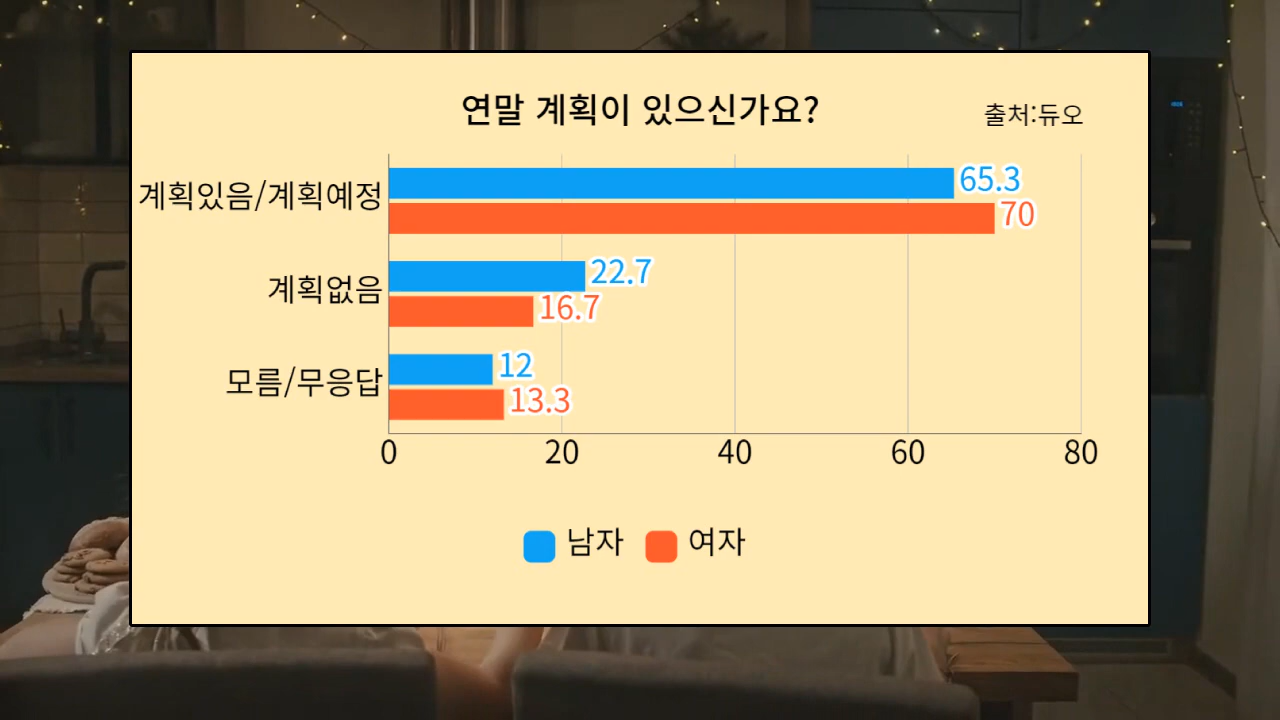 연말 계획이 있으신가요?
출처:듀오
계획있음/계획예정
65.3
70
계획없음
22.7
16.7
모름/무응답
12
13.3
0 20 40 60 80
남자 여자